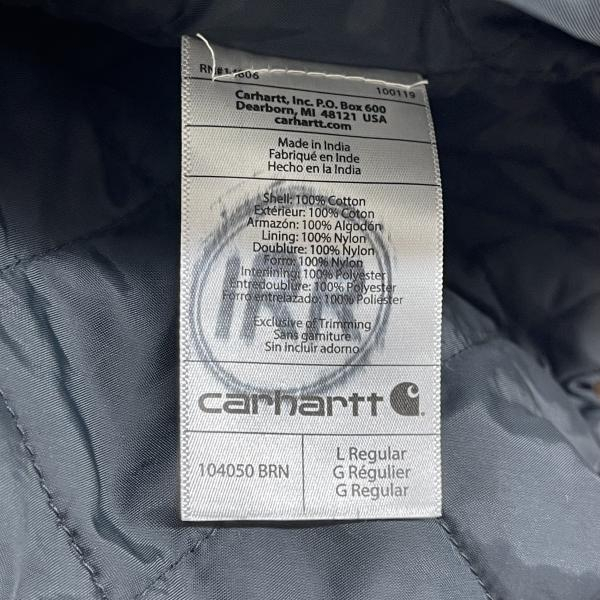 RN#14806
100119
Carhartt, Inc. P.O. Box 600
Dearborn, MI 48121 USA
carhartt.com
Made in India
Fabriqué en Inde
Hecho en la India
Shell: 100% Cotton
Extérieur: 100% Coton
Armazón: 100% Algodón
Lining: 100% Nylon
Doublure: 100% Nylon
Forro: 100% Nylon
Interlining: 100% Polyester
Entredoublure: 100% Polyester
Forro entrelazado: 100% Poliéster
Exclusive of Trimming
Sans garniture
Sin incluir adorno
carhartt
104050 BRN
L Regular
G Régulier
G Regular